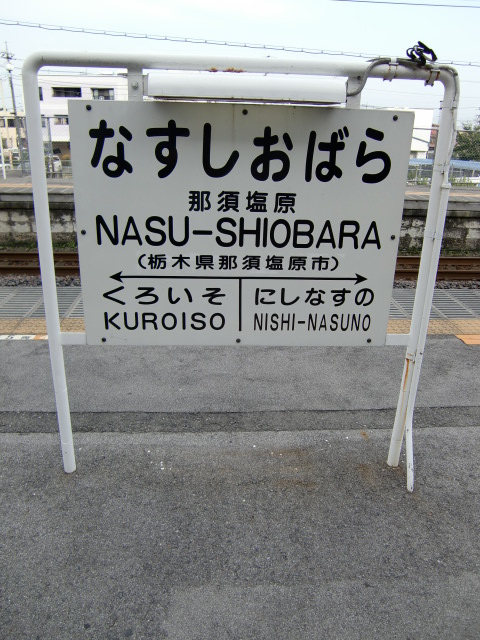 なすしおばら
那須塩原
NASU-SHIOBARA
(栃木県那須塩原市)
くろいそ
KUROISO
にしなすの
NISHI-NASUNO